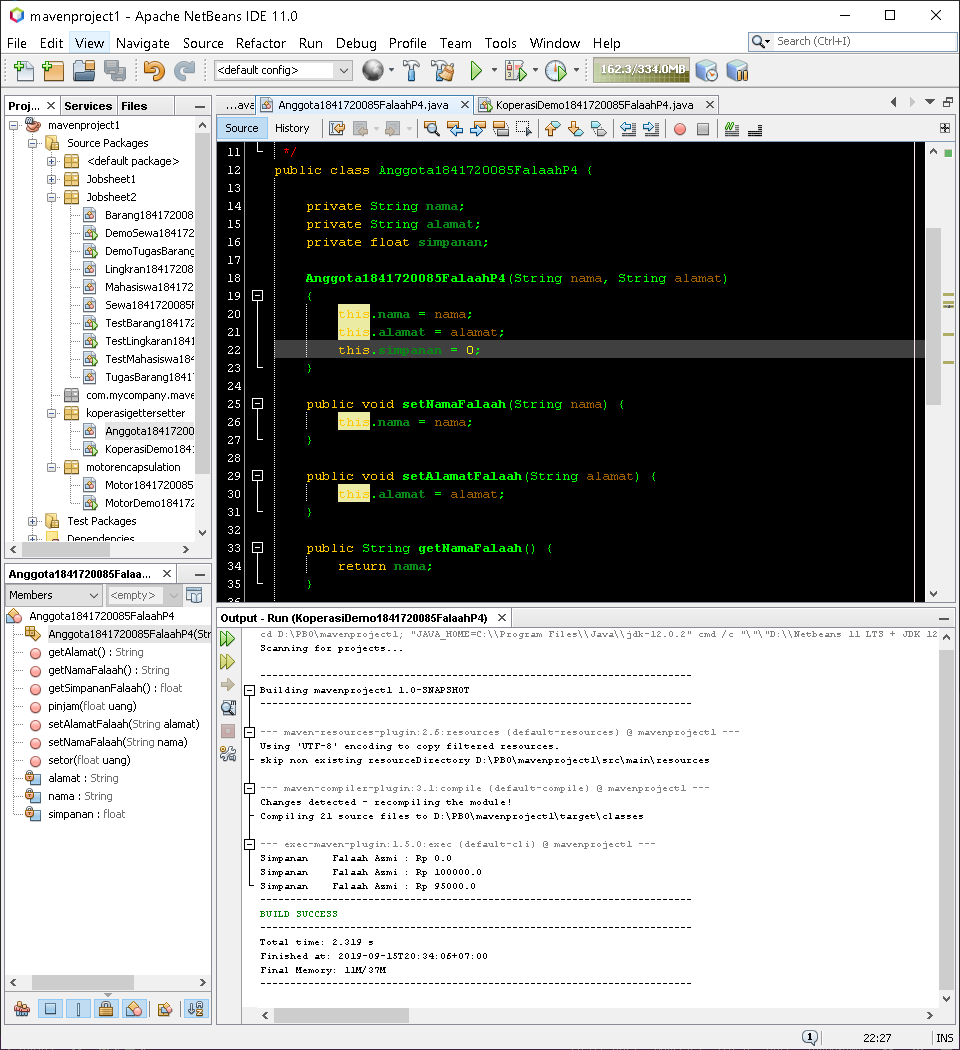 mavenproject1 - Apache NetBeans IDE 11.0
File Edit View Navigate Source Refactor Run Debug Profile Team Tools Window Help
Search (Ctrl+I)
<default config>
162.3/334.0MB
Proj...
Services
Files
mavenproject1
Source Packages
<default package>
Jobsheet1
Jobsheet2
Barang184172008
DemoSewa184172
DemoTugasBarang
Lingkran18417208
Mahasiswa184172
Sewa1841720085F
TestBarang184172
TestLingkaran1841
TestMahasiswa184
TugasBarang1841
com.mycompany.mave
koperasigettersetter
Anggota184172 00
KoperasiDemo1841
motorencapsulation
Motor1841720085
MotorDemo184172
Test Packages
Dependencies
Anggota1841720085Falaa...
Members
<empty>
Anggota1841720085FalaahP4
Anggota1841720085FalaahP4(Str
getAlamat() : String
getNamaFalaah() : String
getSimpananFalaah() : float
pinjam(float uang)
setAlamatFalaah(String alamat)
setNamaFalaah(String nama)
setor(float uang)
alamat : String
nama : String
simpanan : float
...ava
Anggota1841720085FalaahP4.java
KoperasiDemo1841720085FalaahP4.java
Source
History
11 */
12 public class Anggota1841720085FalaahP4 {
13
14 private String nama;
15 private String alamat;
16 private float simpanan;
17
18 Anggota1841720085FalaahP4(String nama, String alamat)
19 {
20 this.nama = nama;
21 this.alamat = alamat;
22 this.simpanan = 0;
23 }
24
25 public void setNamaFalaah(String nama) {
26 this.nama = nama;
27 }
28
29 public void setAlamatFalaah(String alamat) {
30 this.alamat = alamat;
31 }
32
33 public String getNamaFalaah() {
34 return nama;
35 }
36
Output - Run (KoperasiDemo1841720085FalaahP4)
cd D:\PBO\mavenproject1; "JAVA_HOME=C:\\Program Files\\Java\\jdk-12.0.2" cmd /c "\"\"D:\\Netbeans 11 LTS + JDK 12
Scanning for projects...
------------------------------------------------------------------------
Building mavenproject1 1.0-SNAPSHOT
------------------------------------------------------------------------
--- maven-resources-plugin:2.6:resources (default-resources) @ mavenproject1 ---
Using 'UTF-8' encoding to copy filtered resources.
skip non existing resourceDirectory D:\PBO\mavenproject1\src\main\resources
--- maven-compiler-plugin:3.1:compile (default-compile) @ mavenproject1 ---
Changes detected - recompiling the module!
Compiling 21 source files to D:\PBO\mavenproject1\target\classes
--- exec-maven-plugin:1.5.0:exec (default-cli) @ mavenproject1 ---
Simpanan Falaah Azmi : Rp 0.0
Simpanan Falaah Azmi : Rp 100000.0
Simpanan Falaah Azmi : Rp 95000.0
------------------------------------------------------------------------
BUILD SUCCESS
------------------------------------------------------------------------
Total time: 2.319 s
Finished at: 2019-09-15T20:34:06+07:00
Final Memory: 11M/37M
------------------------------------------------------------------------
1
22:27
INS